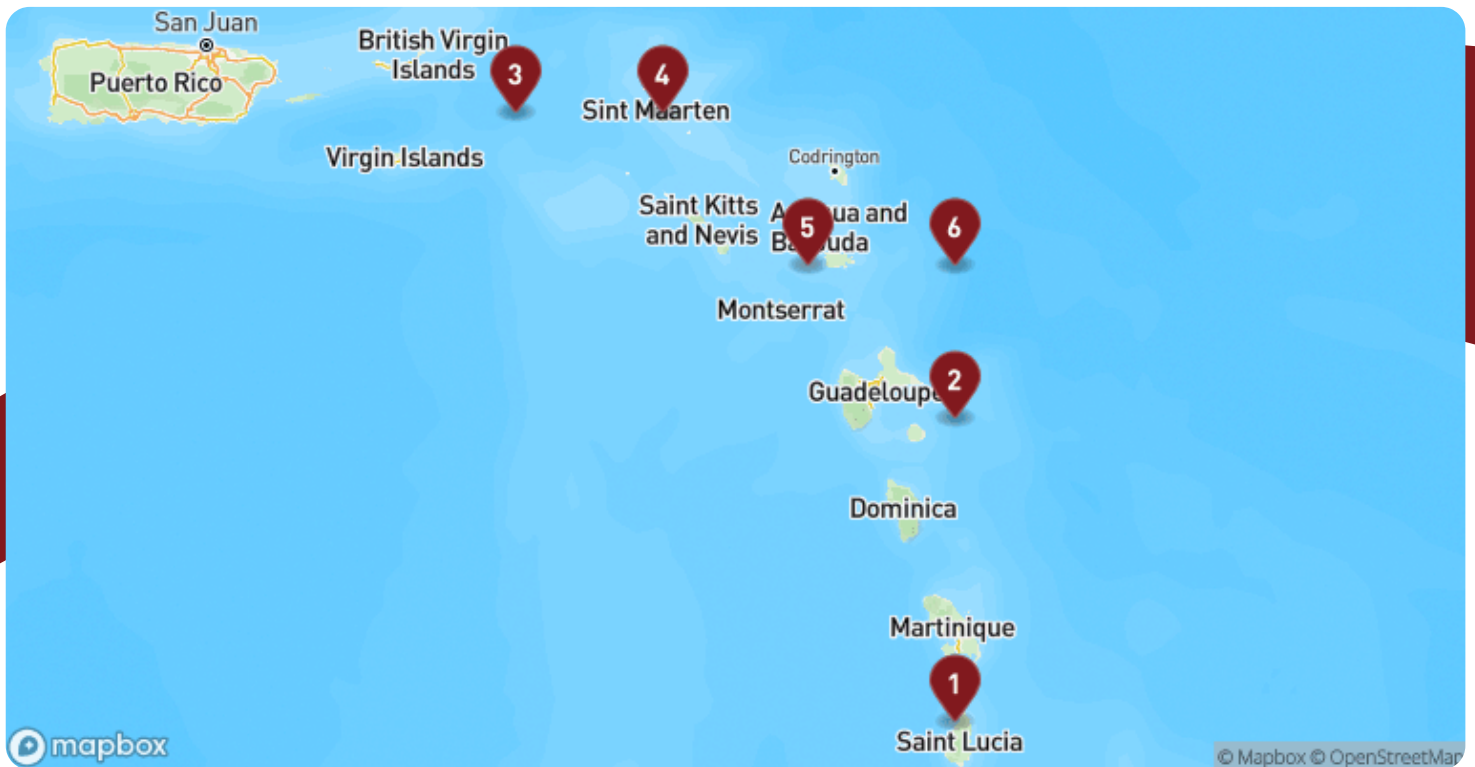 San Juan
Puerto Rico
British Virgin
Islands
3
4
Sint Maarten
Virgin Islands
Codrington
Saint Kitts
and Nevis
5
6
Montserrat
Guadeloupe
2
Dominica
Martinique
1
Saint Lucia
mapbox
© Mapbox © OpenStreetMap